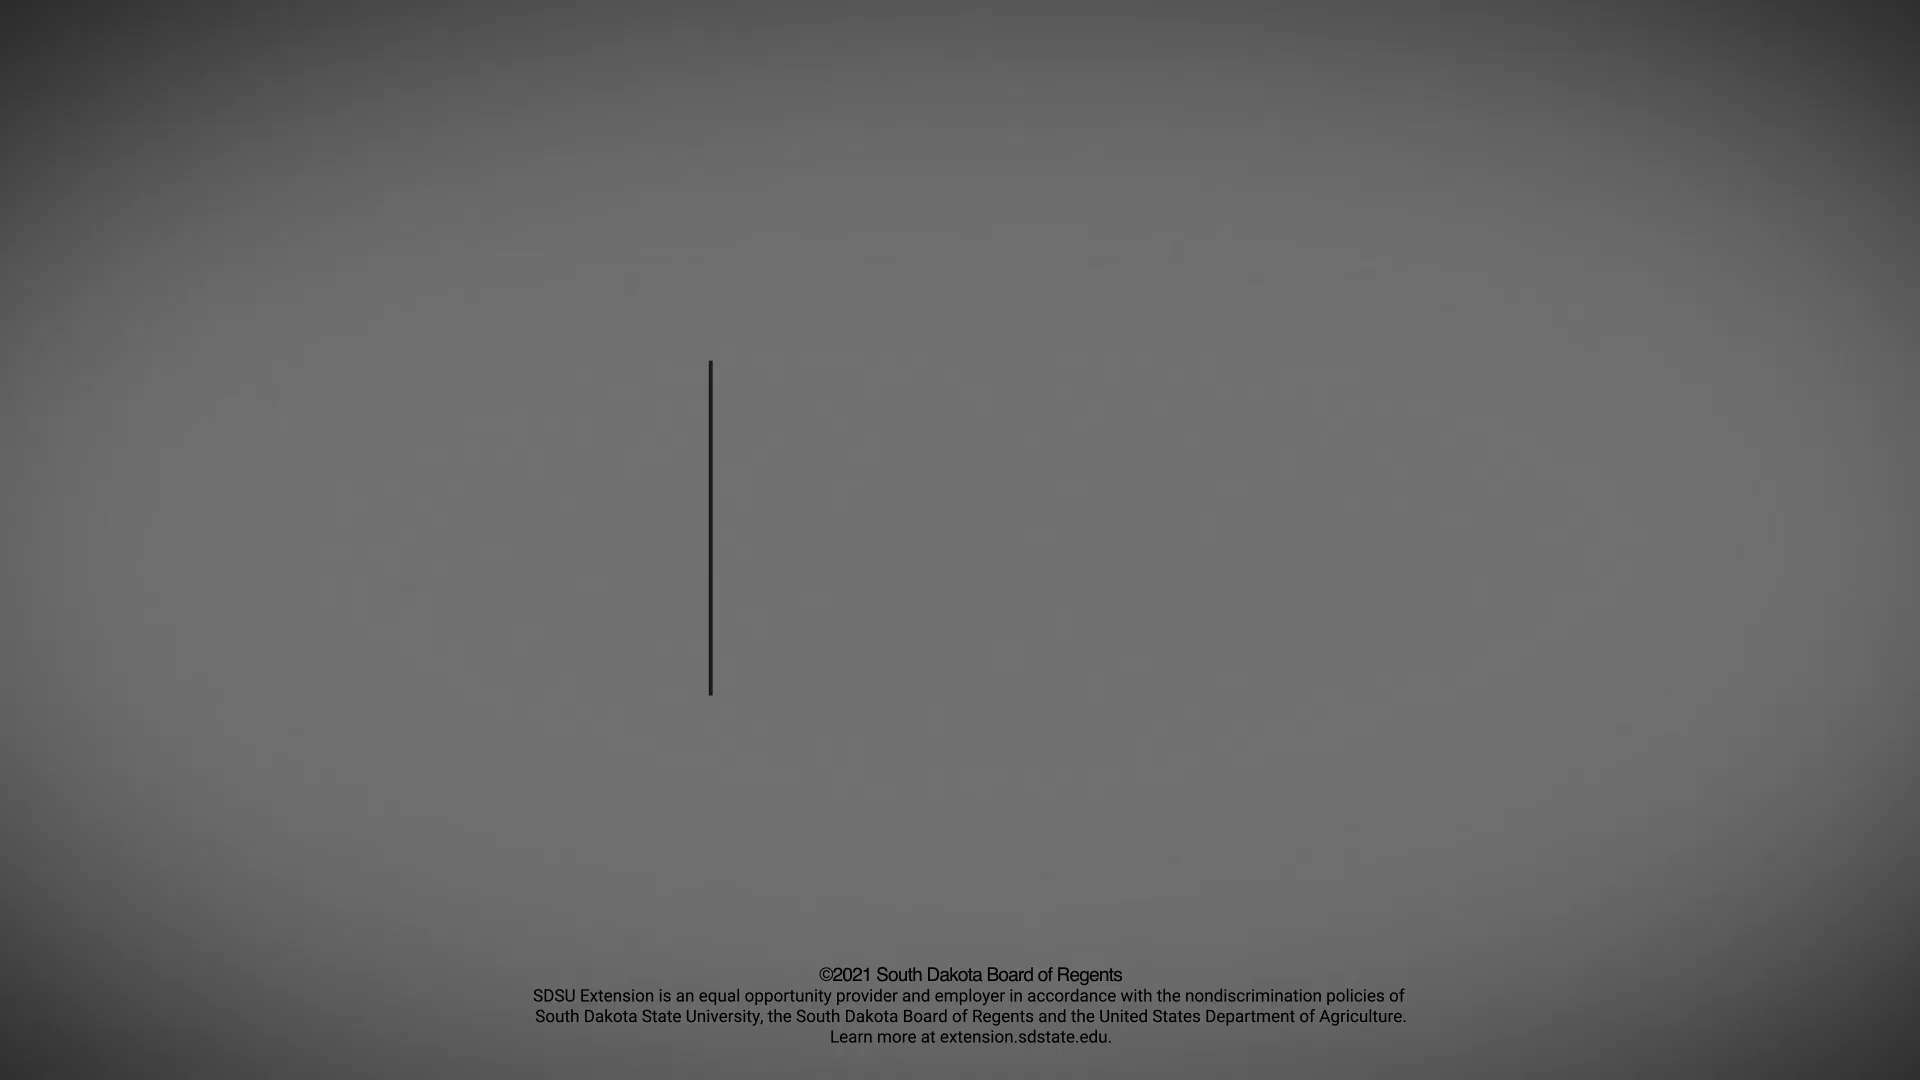 ©2021 South Dakota Board of Regents
SDSU Extension is an equal opportunity provider and employer in accordance with the nondiscrimination policies of
South Dakota State University, the South Dakota Board of Regents and the United States Department of Agriculture.
Learn more at extension.sdstate.edu.